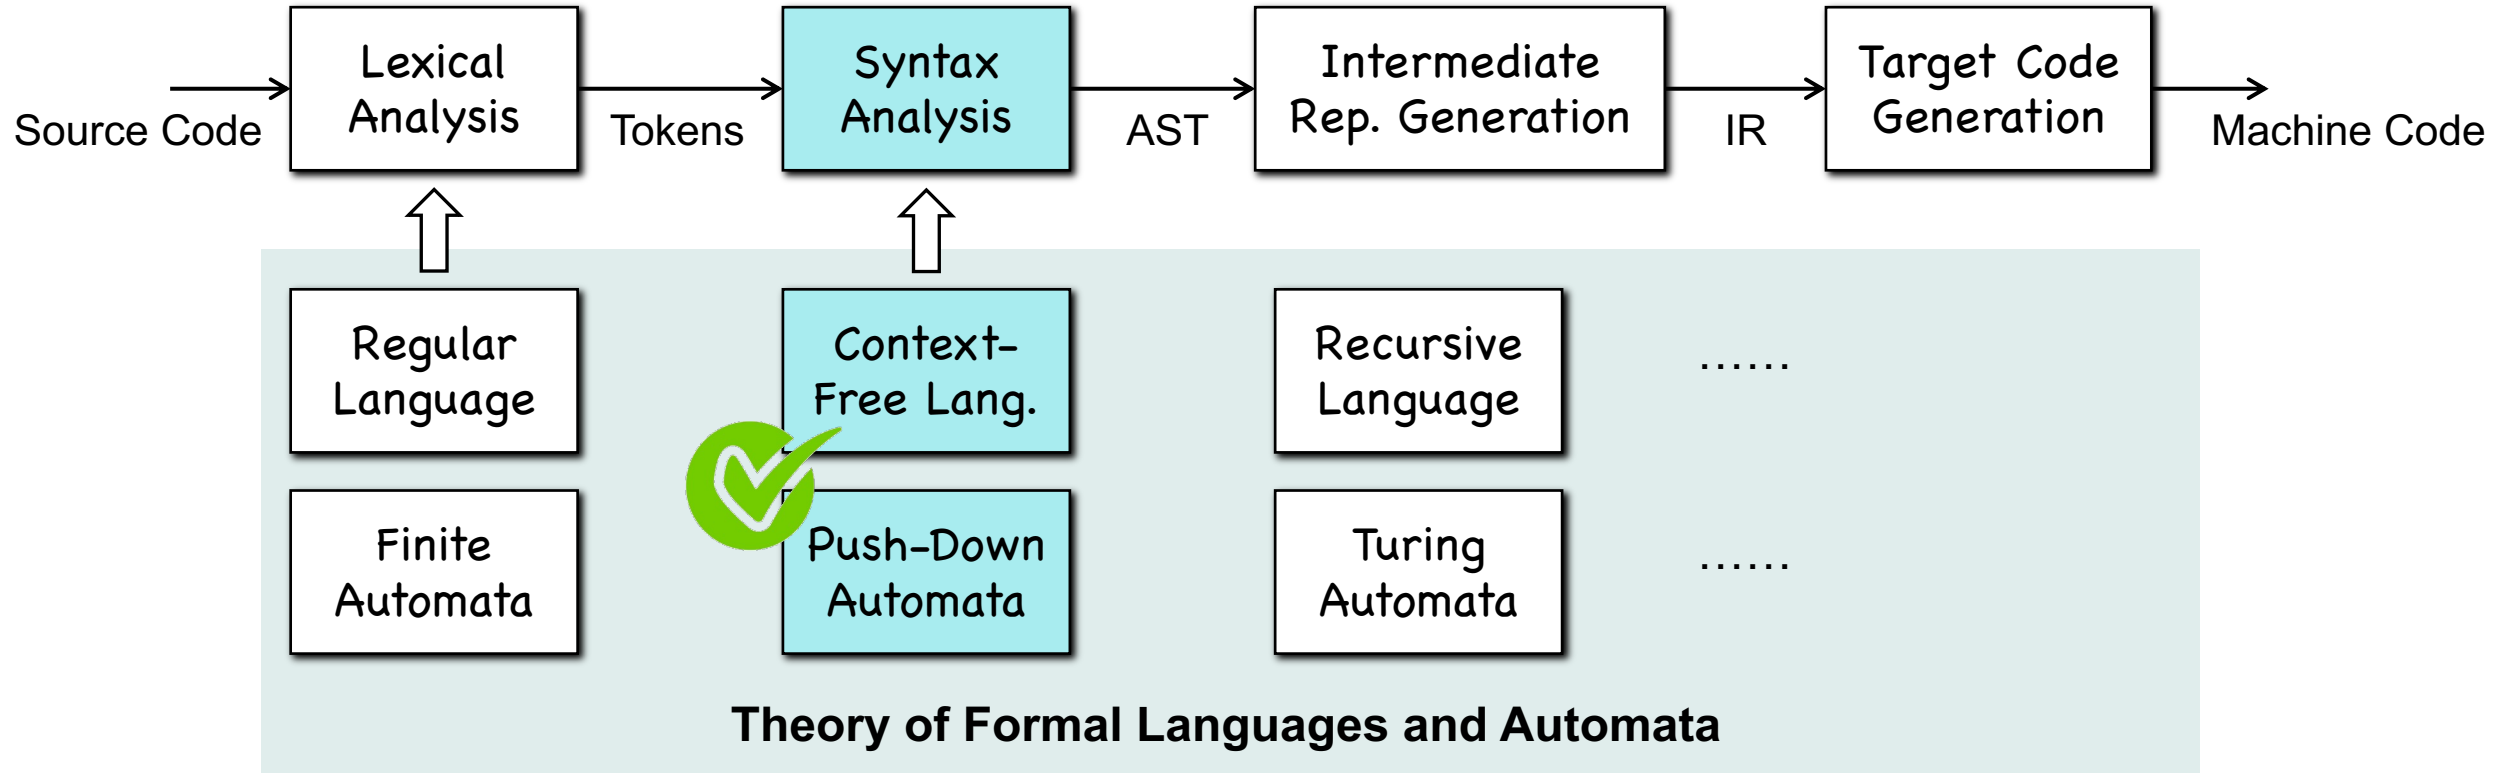 Lexical
Analysis
Syntax
Analysis
Intermediate
Rep. Generation
Target Code
Generation
Source Code
Tokens
AST
IR
Machine Code
Regular
Language
Context-
Free Lang.
Recursive
Language
......
Finite
Automata
Push-Down
Automata
Turing
Automata
......
Theory of Formal Languages and Automata